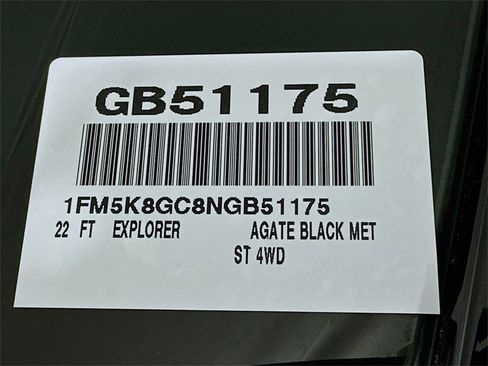 GB51175
1FM5K8GC8NGB51175
22 FT EXPLORER AGATE BLACK MET
ST 4WD